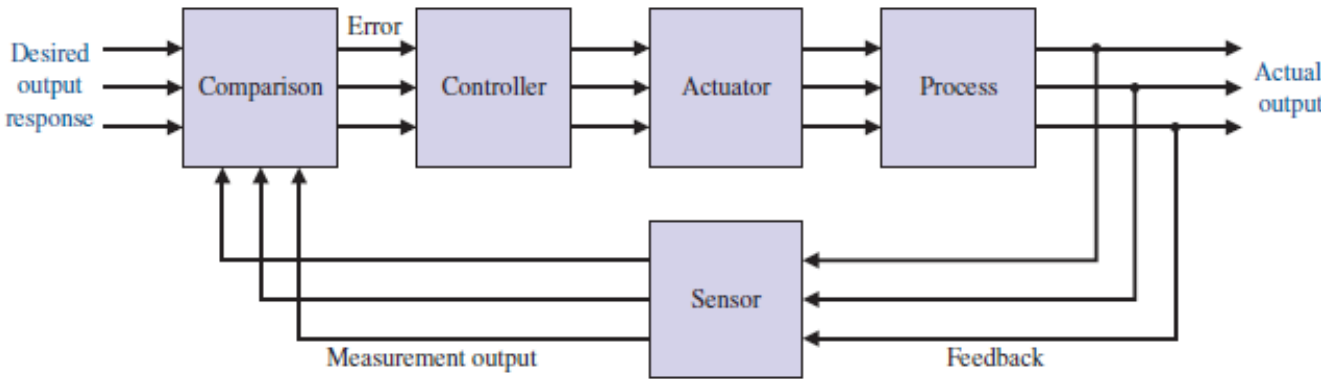 Desired
output
response
Comparison
Error
Controller
Actuator
Process
Actual
output
Sensor
Measurement output
Feedback